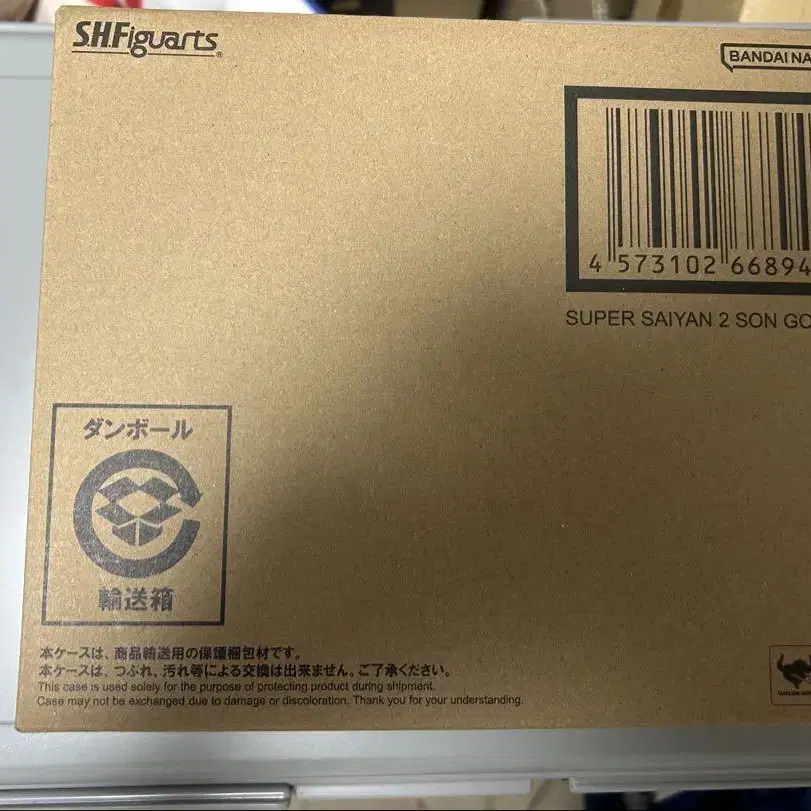 S.H.Figuarts
BANDAI NA
4 573102 66894
SUPER SAIYAN 2 SON GO
ダンボール
輸送箱
本ケースは、商品輸送用の保護梱包材です。
本ケースは、つぶれ、汚れ等による交換は出来ません。ご了承ください。
This case is used solely for the purpose of protecting product during shipment.
Case may not be exchanged due to damage or discoloration. Thank you for your understanding.